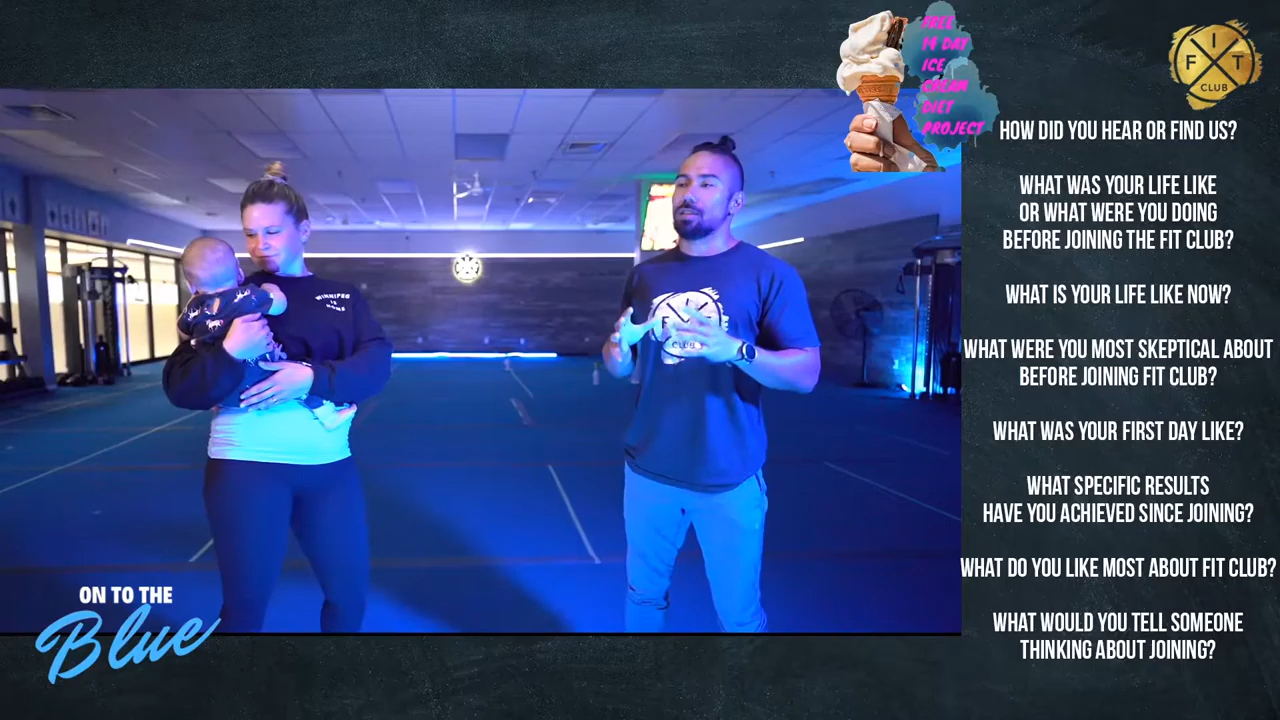 FREE
14 DAY
ICE
CREAM
DIET
PROJECT
FIT
CLUB
HOW DID YOU HEAR OR FIND US?
WHAT WAS YOUR LIFE LIKE
OR WHAT WERE YOU DOING
BEFORE JOINING THE FIT CLUB?
WHAT IS YOUR LIFE LIKE NOW?
WHAT WERE YOU MOST SKEPTICAL ABOUT
BEFORE JOINING FIT CLUB?
WHAT WAS YOUR FIRST DAY LIKE?
WHAT SPECIFIC RESULTS
HAVE YOU ACHIEVED SINCE JOINING?
WHAT DO YOU LIKE MOST ABOUT FIT CLUB?
WHAT WOULD YOU TELL SOMEONE
THINKING ABOUT JOINING?
WINNIPEG
IS
HOME
CLUB
ON TO THE
Blue